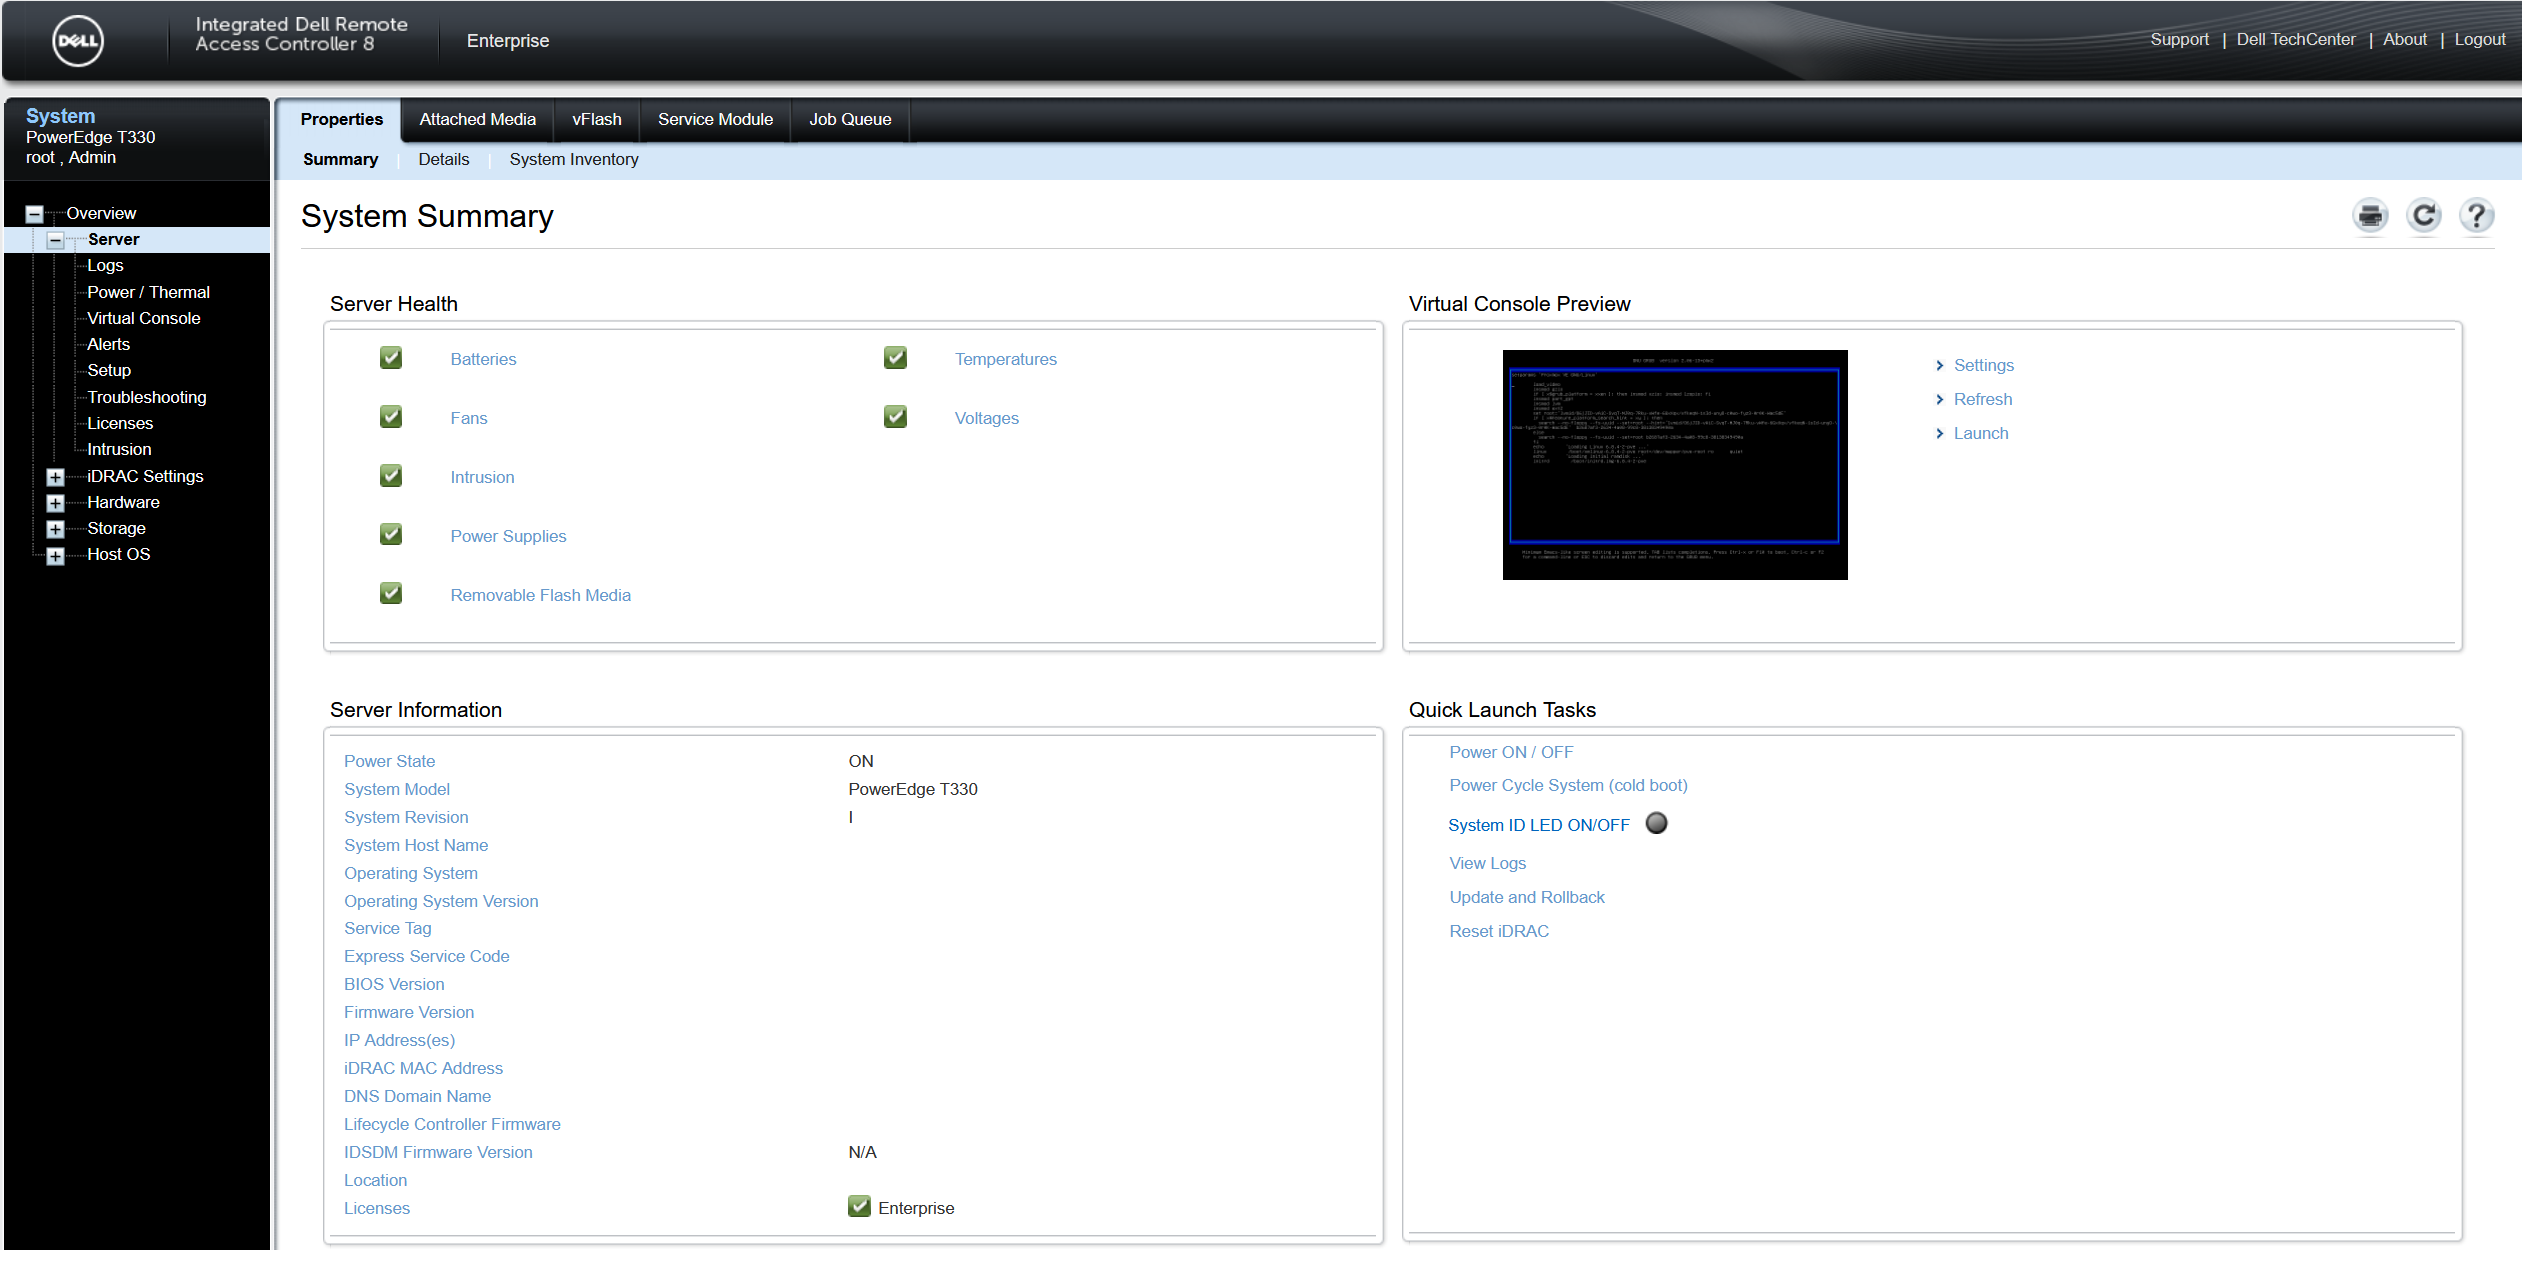 DELL
Integrated Dell Remote
Access Controller 8
Enterprise
Support | Dell TechCenter | About | Logout
System
PowerEdge T330
root , Admin
Properties
Attached Media
vFlash
Service Module
Job Queue
Summary
Details
System Inventory
Overview
Server
Logs
Power / Thermal
Virtual Console
Alerts
Setup
Troubleshooting
Licenses
Intrusion
iDRAC Settings
Hardware
Storage
Host OS
System Summary
Server Health
Batteries
Temperatures
Fans
Voltages
Intrusion
Power Supplies
Removable Flash Media
Virtual Console Preview
Settings
Refresh
Launch
Server Information
Power State ON
System Model PowerEdge T330
System Revision I
System Host Name
Operating System
Operating System Version
Service Tag
Express Service Code
BIOS Version
Firmware Version
IP Address(es)
iDRAC MAC Address
DNS Domain Name
Lifecycle Controller Firmware
IDSDM Firmware Version N/A
Location
Licenses Enterprise
Quick Launch Tasks
Power ON / OFF
Power Cycle System (cold boot)
System ID LED ON/OFF
View Logs
Update and Rollback
Reset iDRAC